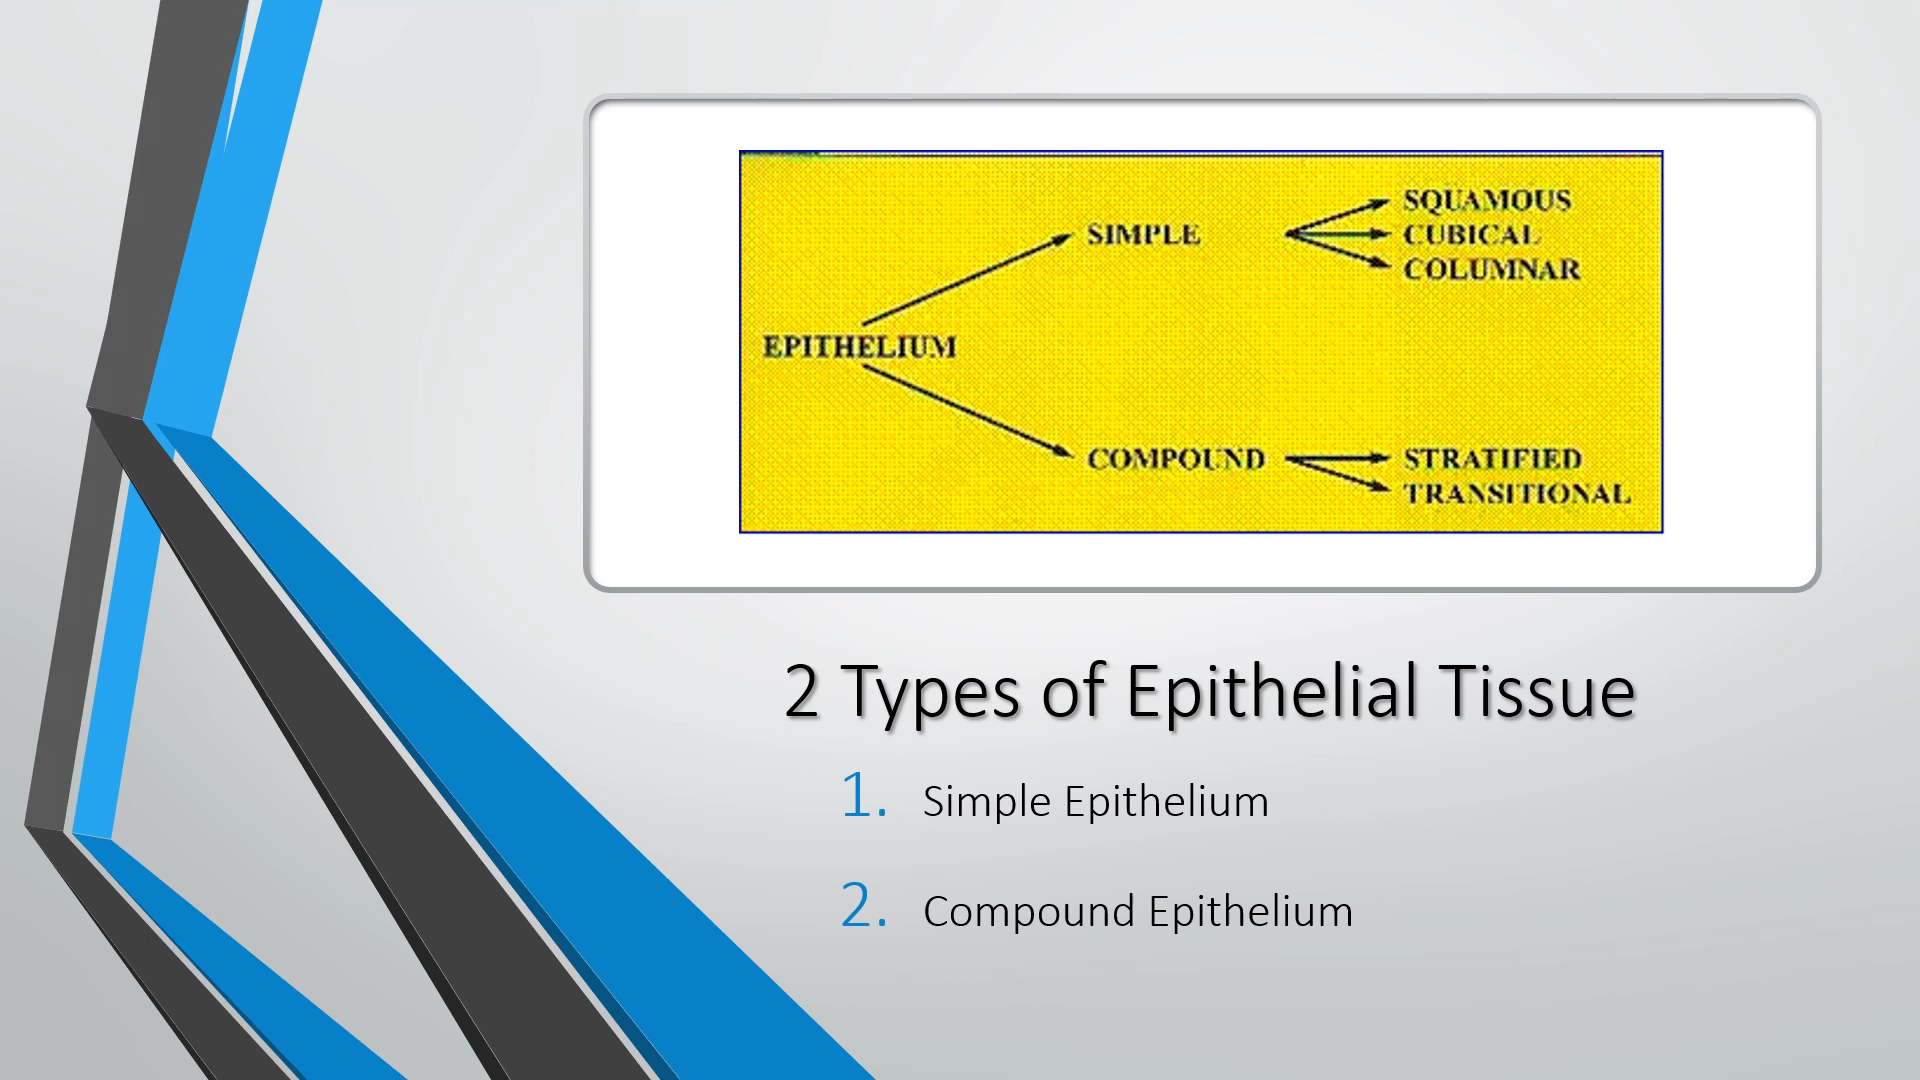 SQUAMOUS
SIMPLE
CUBICAL
COLUMNAR
EPITHELIUM
COMPOUND
STRATIFIED
TRANSITIONAL
2 Types of Epithelial Tissue
1. Simple Epithelium
2. Compound Epithelium